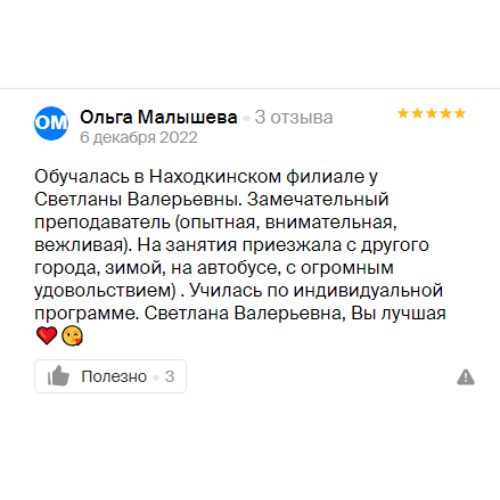 ОМ
Ольга Малышева • 3 отзыва
6 декабря 2022
Обучалась в Находкинском филиале у
Светланы Валерьевны. Замечательный
преподаватель (опытная, внимательная,
вежливая). На занятия приезжала с другого
города, зимой, на автобусе, с огромным
удовольствием) . Училась по индивидуальной
программе. Светлана Валерьевна, Вы лучшая
❤️😘
Полезно • 3